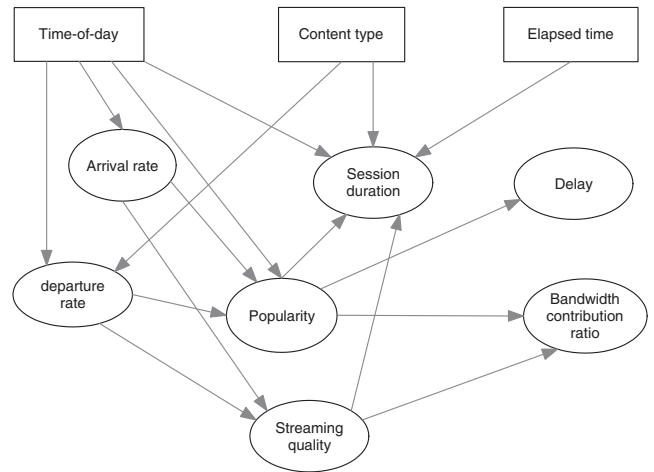 Time-of-day
Content type
Elapsed time
Arrival rate
Session
duration
Delay
departure
rate
Popularity
Bandwidth
contribution
ratio
Streaming
quality